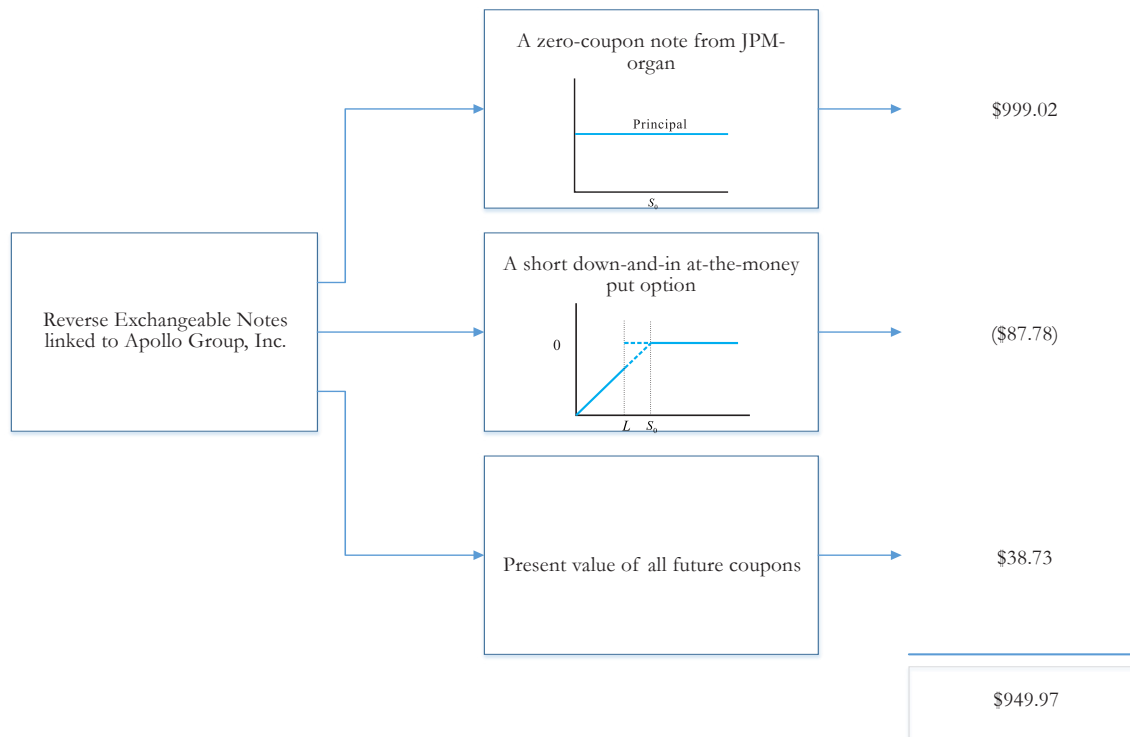 A zero-coupon note from JPM-
organ
Principal
S₀
$999.02
Reverse Exchangeable Notes
linked to Apollo Group, Inc.
A short down-and-in at-the-money
put option
0
L S₀
($87.78)
Present value of all future coupons
$38.73
$949.97